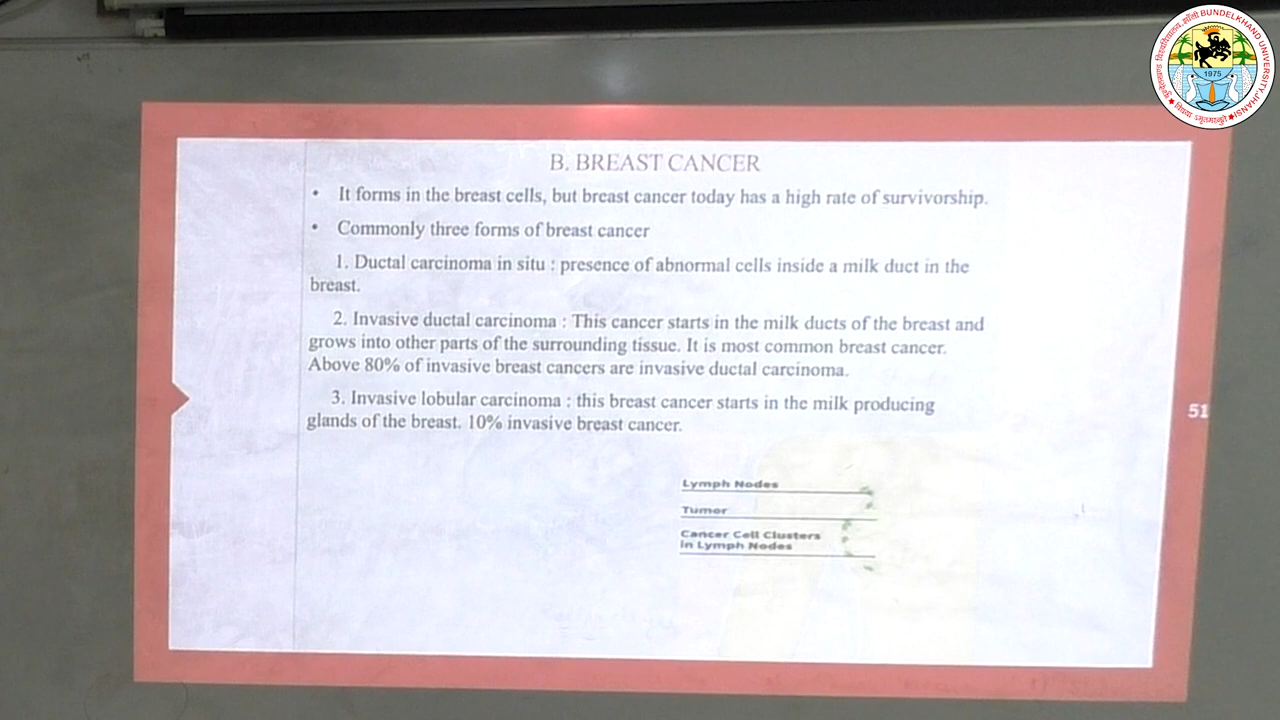 बुन्देलखण्ड विश्वविद्यालय, झाँसी BUNDELKHAND UNIVERSITY, JHANSI
1975
B. BREAST CANCER
• It forms in the breast cells, but breast cancer today has a high rate of survivorship.
• Commonly three forms of breast cancer
1. Ductal carcinoma in situ : presence of abnormal cells inside a milk duct in the
breast.
2. Invasive ductal carcinoma : This cancer starts in the milk ducts of the breast and
grows into other parts of the surrounding tissue. It is most common breast cancer.
Above 80% of invasive breast cancers are invasive ductal carcinoma.
3. Invasive lobular carcinoma : this breast cancer starts in the milk producing
glands of the breast. 10% invasive breast cancer.
51
Lymph Nodes
Tumor
Cancer Cell Clusters
in Lymph Nodes